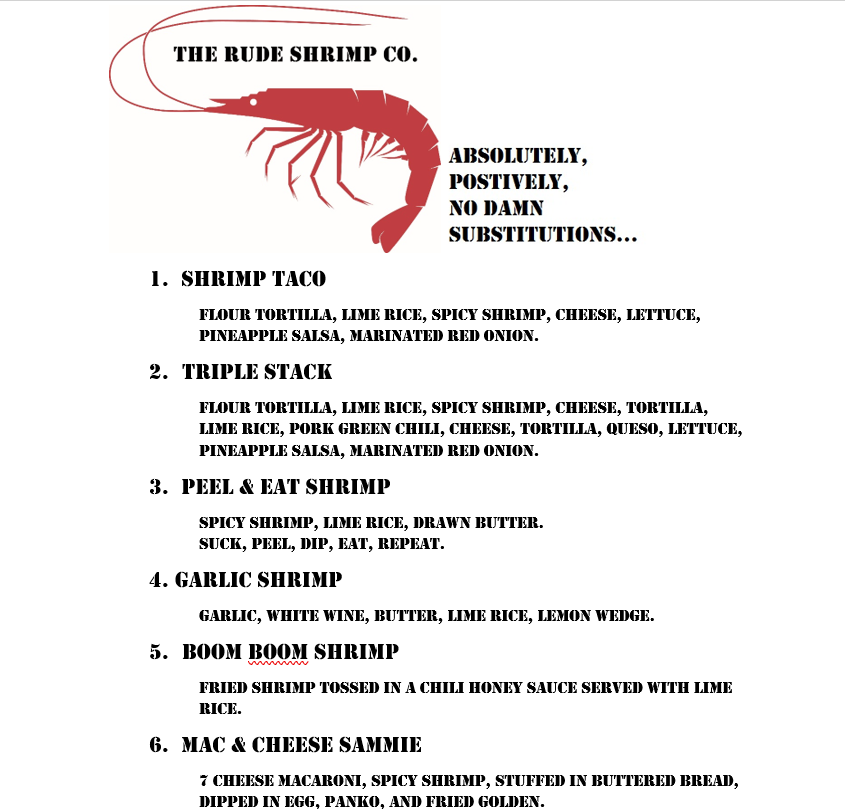 THE RUDE SHRIMP CO.
ABSOLUTELY,
POSTIVELY,
NO DAMN
SUBSTITUTIONS...
1. SHRIMP TACO
FLOUR TORTILLA, LIME RICE, SPICY SHRIMP, CHEESE, LETTUCE,
PINEAPPLE SALSA, MARINATED RED ONION.
2. TRIPLE STACK
FLOUR TORTILLA, LIME RICE, SPICY SHRIMP, CHEESE, TORTILLA,
LIME RICE, PORK GREEN CHILI, CHEESE, TORTILLA, QUESO, LETTUCE,
PINEAPPLE SALSA, MARINATED RED ONION.
3. PEEL & EAT SHRIMP
SPICY SHRIMP, LIME RICE, DRAWN BUTTER.
SUCK, PEEL, DIP, EAT, REPEAT.
4. GARLIC SHRIMP
GARLIC, WHITE WINE, BUTTER, LIME RICE, LEMON WEDGE.
5. BOOM BOOM SHRIMP
FRIED SHRIMP TOSSED IN A CHILI HONEY SAUCE SERVED WITH LIME
RICE.
6. MAC & CHEESE SAMMIE
7 CHEESE MACARONI, SPICY SHRIMP, STUFFED IN BUTTERED BREAD,
DIPPED IN EGG, PANKO, AND FRIED GOLDEN.